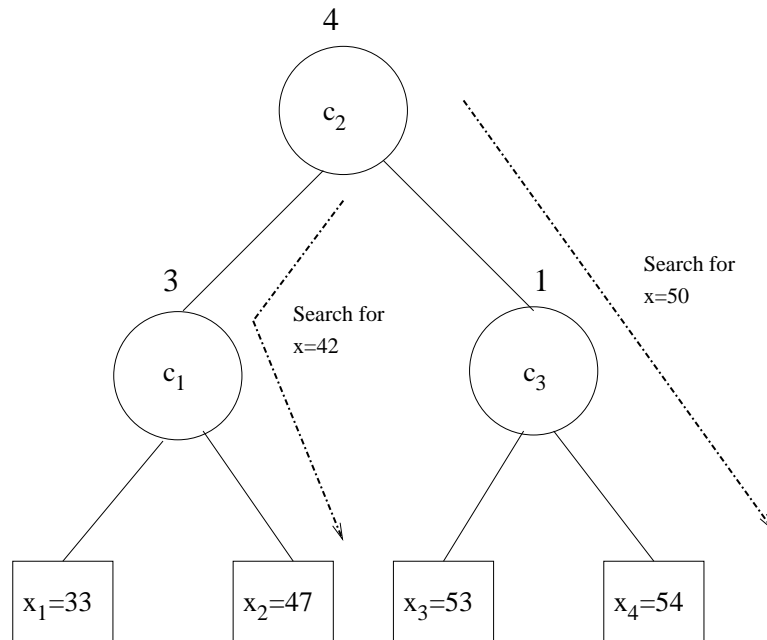 4
c2
3
1
Search for
x=50
Search for
x=42
c1
c3
x1=33
x2=47
x3=53
x4=54